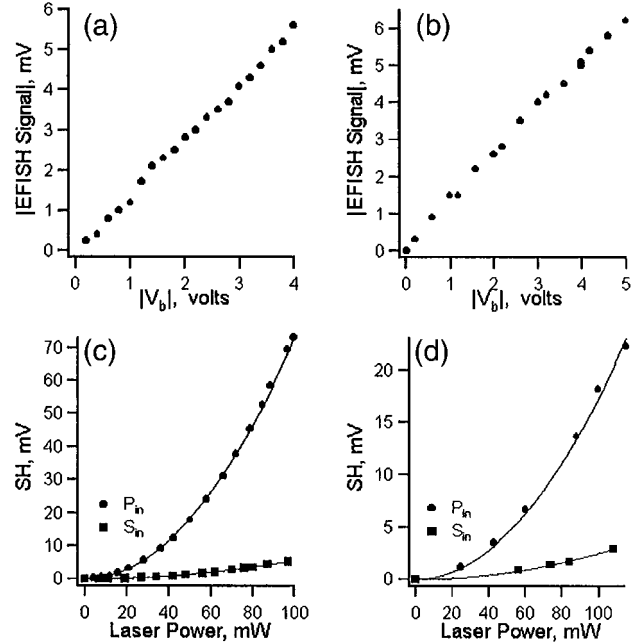 (a)
|EFISH Signal|, mV
6
5
4
3
2
1
0
0 1 2 3 4
|V_b|, volts
(b)
|EFISH Signal|, mV
6
5
4
3
2
1
0
0 1 2 3 4 5
|V_b|, volts
(c)
SH, mV
70
60
50
40
30
20
10
0
P_in
S_in
0 20 40 60 80 100
Laser Power, mW
(d)
SH, mV
20
15
10
5
0
P_in
S_in
0 20 40 60 80 100
Laser Power, mW